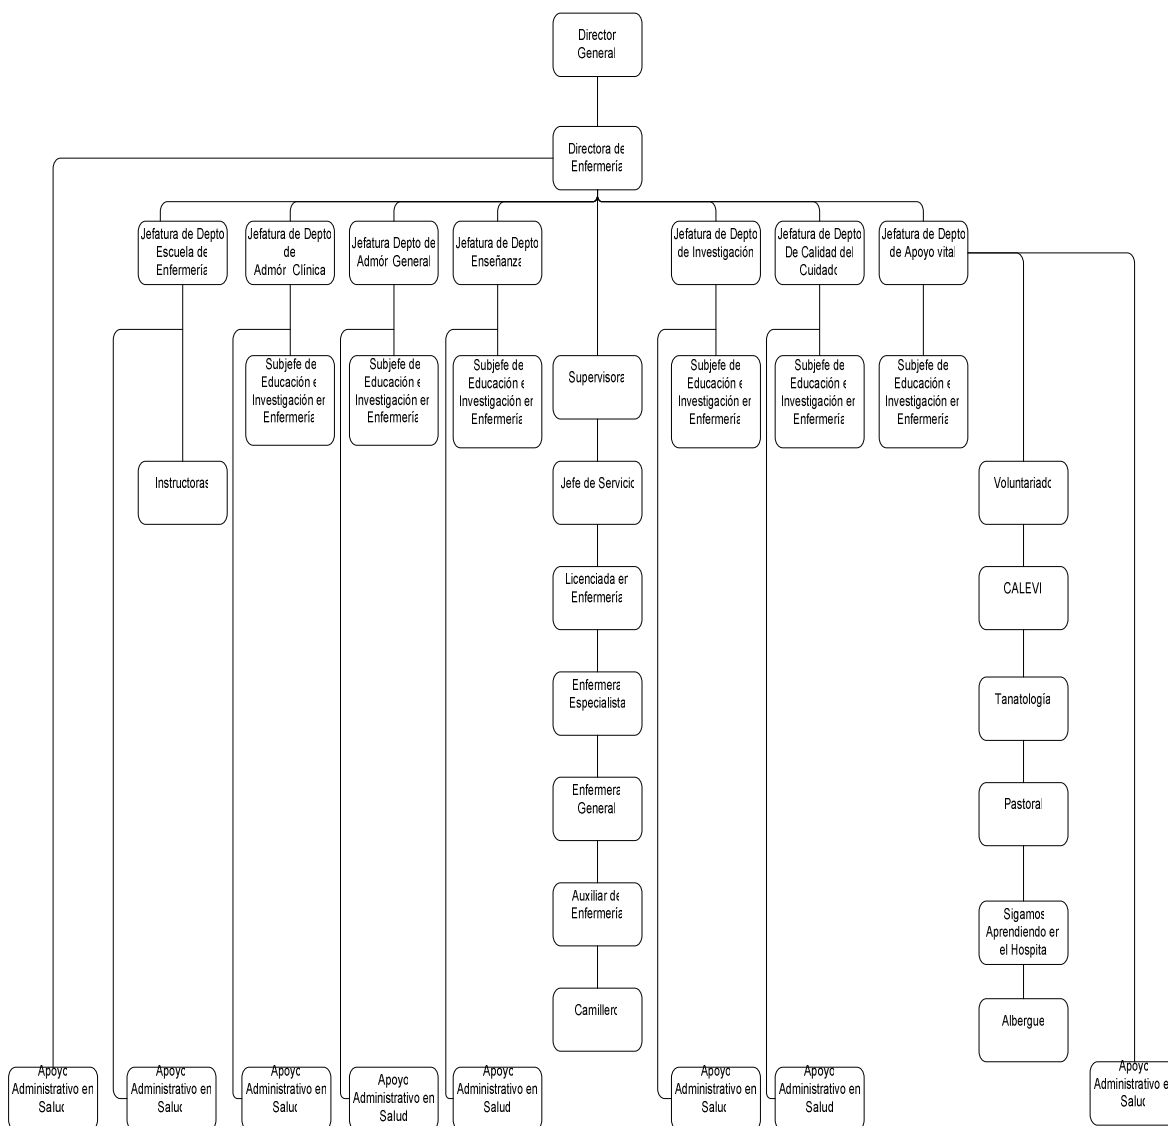 Director
General
Directora de
Enfermería
Jefatura de Depto
Escuela de
Enfermería
Jefatura de Depto
de
Admór Clínica
Jefatura Depto de
Admór General
Jefatura de Depto
Enseñanza
Jefatura de Depto
de Investigación
Jefatura de Depto
De Calidad del
Cuidado
Jefatura de Depto
de Apoyo vital
Subjefe de
Educación e
Investigación en
Enfermería
Subjefe de
Educación e
Investigación en
Enfermería
Subjefe de
Educación e
Investigación en
Enfermería
Supervisora
Subjefe de
Educación e
Investigación en
Enfermería
Subjefe de
Educación e
Investigación en
Enfermería
Subjefe de
Educación e
Investigación en
Enfermería
Instructoras
Jefe de Servicio
Voluntariado
Licenciada en
Enfermería
CALEVI
Enfermera
Especialista
Tanatología
Enfermera
General
Pastoral
Auxiliar de
Enfermería
Sigamos
Aprendiendo en
el Hospital
Camillero
Albergue
Apoyo
Administrativo en
Salud
Apoyo
Administrativo en
Salud
Apoyo
Administrativo en
Salud
Apoyo
Administrativo en
Salud
Apoyo
Administrativo en
Salud
Apoyo
Administrativo en
Salud
Apoyo
Administrativo en
Salud
Apoyo
Administrativo en
Salud